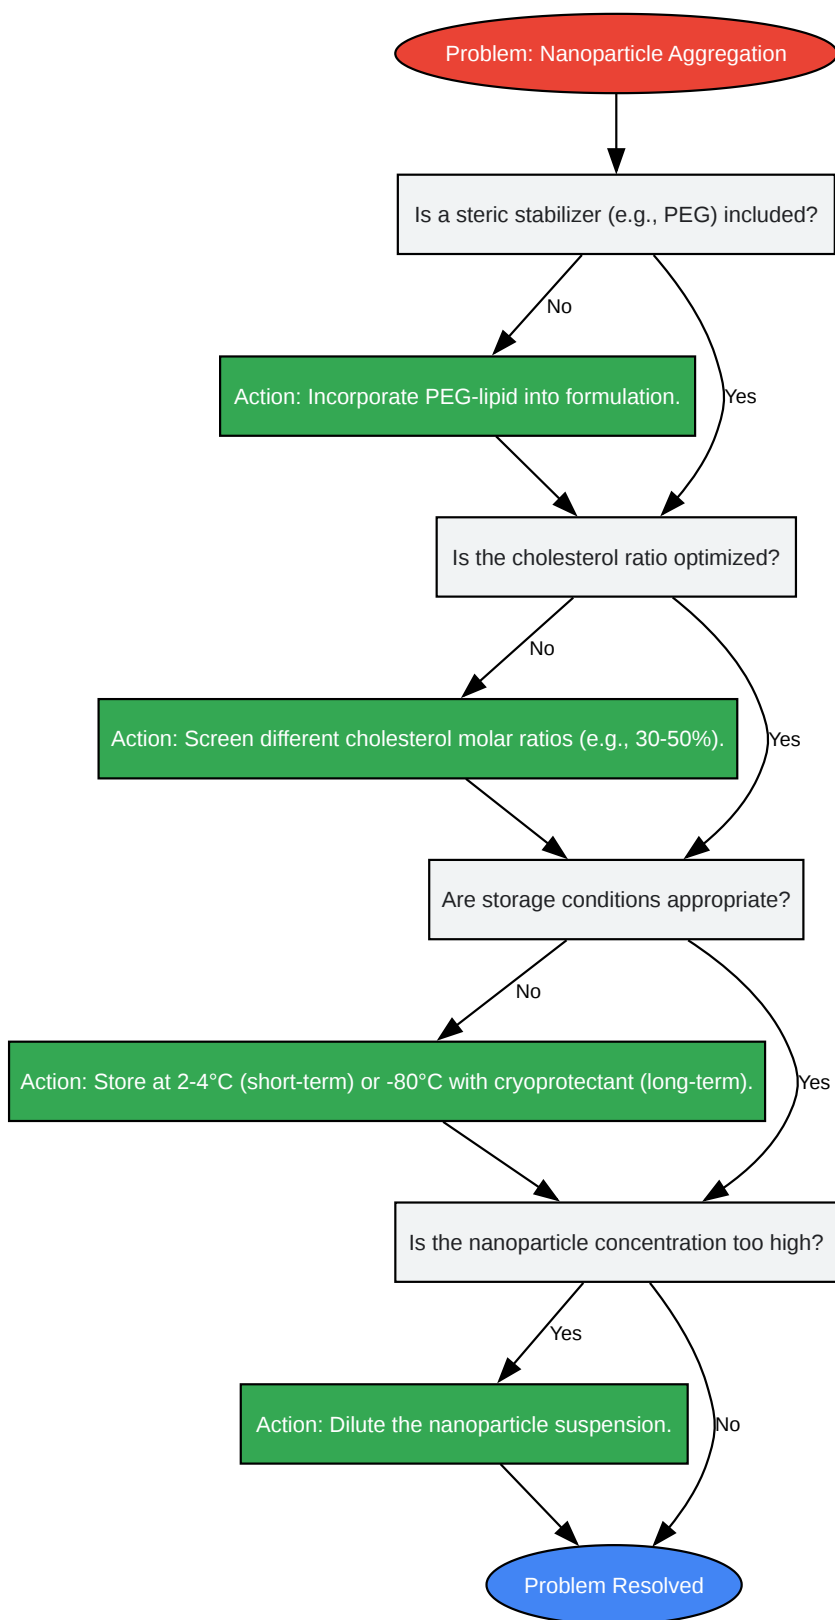 Problem: Nanoparticle Aggregation
Is a steric stabilizer (e.g., PEG) included?
No
Action: Incorporate PEG-lipid into formulation.
Yes
Is the cholesterol ratio optimized?
No
Action: Screen different cholesterol molar ratios (e.g., 30-50%).
Yes
Are storage conditions appropriate?
No
Action: Store at 2-4°C (short-term) or -80°C with cryoprotectant (long-term).
Yes
Is the nanoparticle concentration too high?
Yes
Action: Dilute the nanoparticle suspension.
No
Problem Resolved